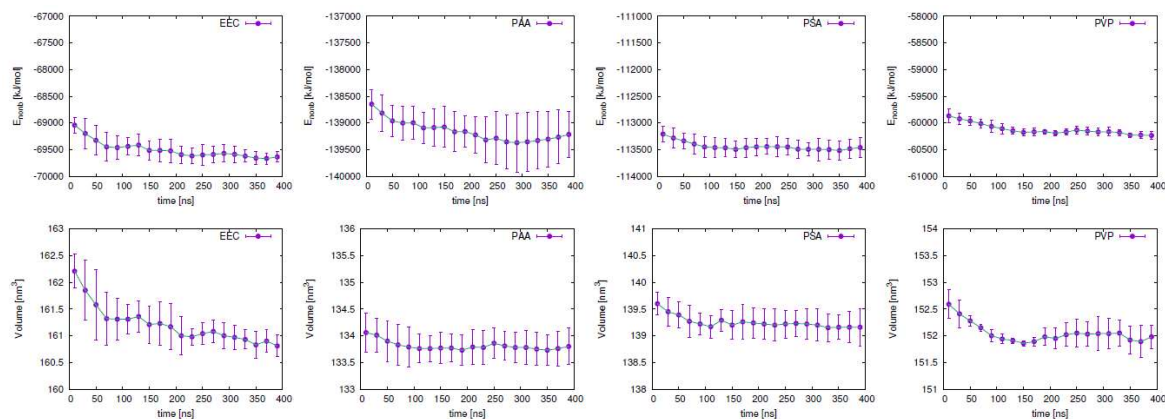 -67000 -67500 -68000 -68500 -69000 -69500 -70000
E_nonb [kJ/mol]
EEC
0 50 100 150 200 250 300 350 400
time [ns]
-137000 -138000 -139000 -140000
E_nonb [kJ/mol]
PAA
0 50 100 150 200 250 300 350 400
time [ns]
-111000 -111500 -112000 -112500 -113000 -113500 -114000
E_nonb [kJ/mol]
PSA
0 50 100 150 200 250 300 350 400
time [ns]
-58000 -58500 -59000 -59500 -60000 -60500 -61000
E_nonb [kJ/mol]
PVP
0 50 100 150 200 250 300 350 400
time [ns]
163 162.5 162 161.5 161 160.5 160
Volume [nm³]
EEC
0 50 100 150 200 250 300 350 400
time [ns]
136 135.5 135 134.5 134 133.5 133
Volume [nm³]
PAA
0 50 100 150 200 250 300 350 400
time [ns]
141 140.5 140 139.5 139 138.5 138
Volume [nm³]
PSA
0 50 100 150 200 250 300 350 400
time [ns]
154 153.5 153 152.5 152 151.5 151
Volume [nm³]
PVP
0 50 100 150 200 250 300 350 400
time [ns]